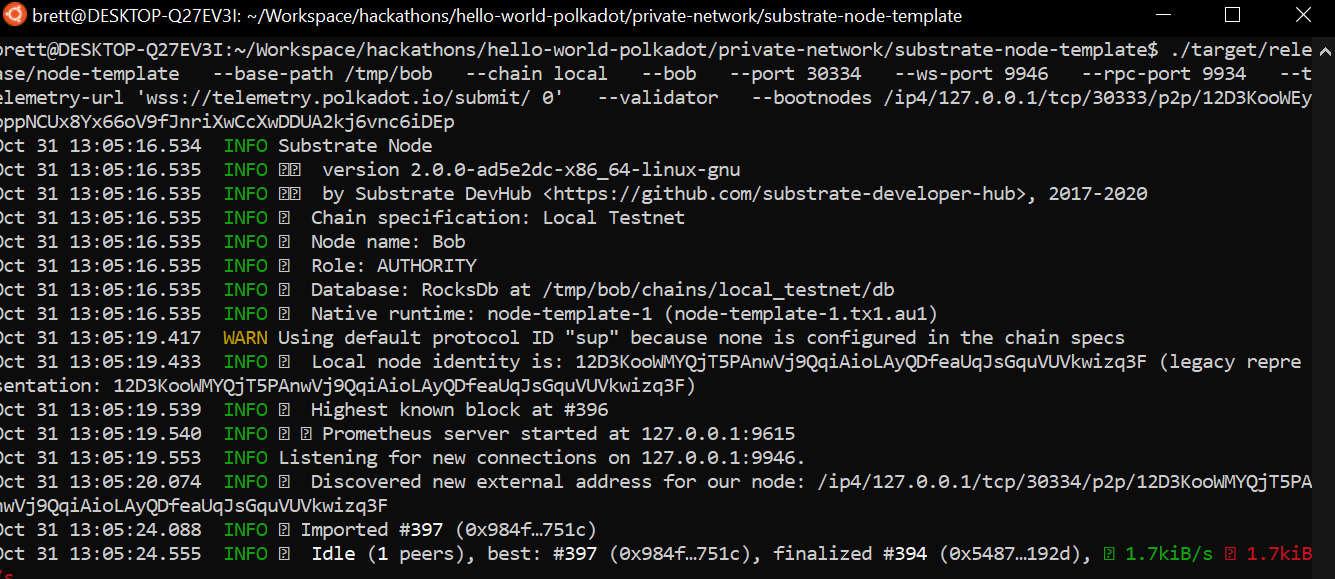 brett@DESKTOP-Q27EV3I: ~/Workspace/hackathons/hello-world-polkadot/private-network/substrate-node-template
brett@DESKTOP-Q27EV3I:~/Workspace/hackathons/hello-world-polkadot/private-network/substrate-node-template$ ./target/rele
ase/node-template --base-path /tmp/bob --chain local --bob --port 30334 --ws-port 9946 --rpc-port 9934 --t
elemetry-url 'wss://telemetry.polkadot.io/submit/ 0' --validator --bootnodes /ip4/127.0.0.1/tcp/30333/p2p/12D3KooWEy
oppNCUx8Yx66oV9fJnriXwCcXwDDUA2kj6vnc6iDEp
Oct 31 13:05:16.534 INFO Substrate Node
Oct 31 13:05:16.535 INFO version 2.0.0-ad5e2dc-x86_64-linux-gnu
Oct 31 13:05:16.535 INFO by Substrate DevHub <https://github.com/substrate-developer-hub>, 2017-2020
Oct 31 13:05:16.535 INFO Chain specification: Local Testnet
Oct 31 13:05:16.535 INFO Node name: Bob
Oct 31 13:05:16.535 INFO Role: AUTHORITY
Oct 31 13:05:16.535 INFO Database: RocksDb at /tmp/bob/chains/local_testnet/db
Oct 31 13:05:16.535 INFO Native runtime: node-template-1 (node-template-1.tx1.au1)
Oct 31 13:05:19.417 WARN Using default protocol ID "sup" because none is configured in the chain specs
Oct 31 13:05:19.433 INFO Local node identity is: 12D3KooWMYQjT5PAnwVj9QqiAioLAyQDfeaUqJsGquVUVkwizq3F (legacy repre
sentation: 12D3KooWMYQjT5PAnwVj9QqiAioLAyQDfeaUqJsGquVUVkwizq3F)
Oct 31 13:05:19.539 INFO Highest known block at #396
Oct 31 13:05:19.540 INFO Prometheus server started at 127.0.0.1:9615
Oct 31 13:05:19.553 INFO Listening for new connections on 127.0.0.1:9946.
Oct 31 13:05:20.074 INFO Discovered new external address for our node: /ip4/127.0.0.1/tcp/30334/p2p/12D3KooWMYQjT5PA
nwVj9QqiAioLAyQDfeaUqJsGquVUVkwizq3F
Oct 31 13:05:24.088 INFO Imported #397 (0x984f…751c)
Oct 31 13:05:24.555 INFO Idle (1 peers), best: #397 (0x984f…751c), finalized #394 (0x5487…192d), 1.7kiB/s 1.7kiB
/s